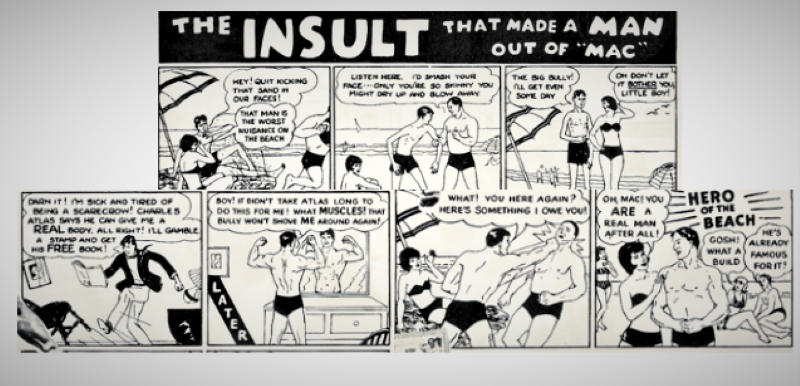 THE INSULT THAT MADE A MAN
OUT OF "MAC"
HEY! QUIT KICKING
THAT SAND IN
OUR FACES!
THAT MAN IS
THE WORST
NUISANCE ON
THE BEACH
LISTEN HERE. I'D SMASH YOUR
FACE----ONLY YOU'RE SO SKINNY YOU
MIGHT DRY UP AND BLOW AWAY.
THE BIG BULLY!
I'LL GET EVEN
SOME DAY
OH DON'T LET
IT BOTHER YOU,
LITTLE BOY!
DARN IT! I'M SICK AND TIRED OF
BEING A SCARECROW! CHARLES
ATLAS SAYS HE CAN GIVE ME A
REAL BODY. ALL RIGHT! I'LL GAMBLE
A STAMP AND GET
HIS FREE BOOK!
BOY! IT DIDN'T TAKE ATLAS LONG TO
DO THIS FOR ME! WHAT MUSCLES! THAT
BULLY WON'T SHOVE ME AROUND AGAIN!
LATER
WHAT! YOU HERE AGAIN?
HERE'S SOMETHING I OWE YOU!
OH, MAC! YOU
ARE A
REAL MAN
AFTER ALL!
HERO
OF THE
BEACH
GOSH!
WHAT A
BUILD
HE'S
ALREADY
FAMOUS
FOR IT!